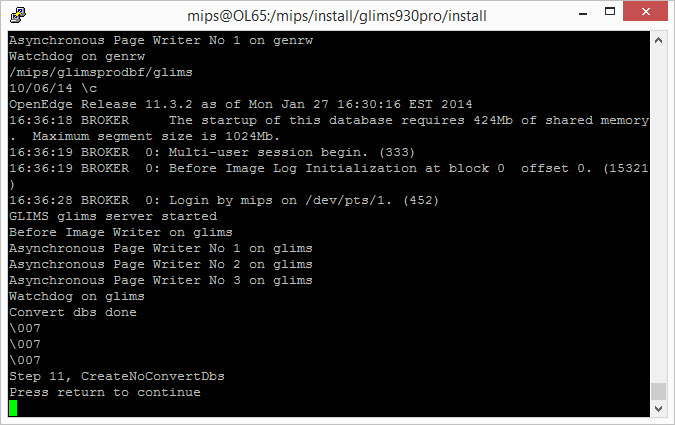 mips@OL65:/mips/install/glims930pro/install
Asynchronous Page Writer No 1 on genrw
Watchdog on genrw
/mips/glimsprodbf/glims
10/06/14 \c
OpenEdge Release 11.3.2 as of Mon Jan 27 16:30:16 EST 2014
16:36:18 BROKER     The startup of this database requires 424Mb of shared memory
.  Maximum segment size is 1024Mb.
16:36:19 BROKER  0: Multi-user session begin. (333)
16:36:19 BROKER  0: Before Image Log Initialization at block 0  offset 0. (15321
)
16:36:28 BROKER  0: Login by mips on /dev/pts/1. (452)
GLIMS glims server started
Before Image Writer on glims
Asynchronous Page Writer No 1 on glims
Asynchronous Page Writer No 2 on glims
Asynchronous Page Writer No 3 on glims
Watchdog on glims
Convert dbs done
\007
\007
\007
Step 11, CreateNoConvertDbs
Press return to continue